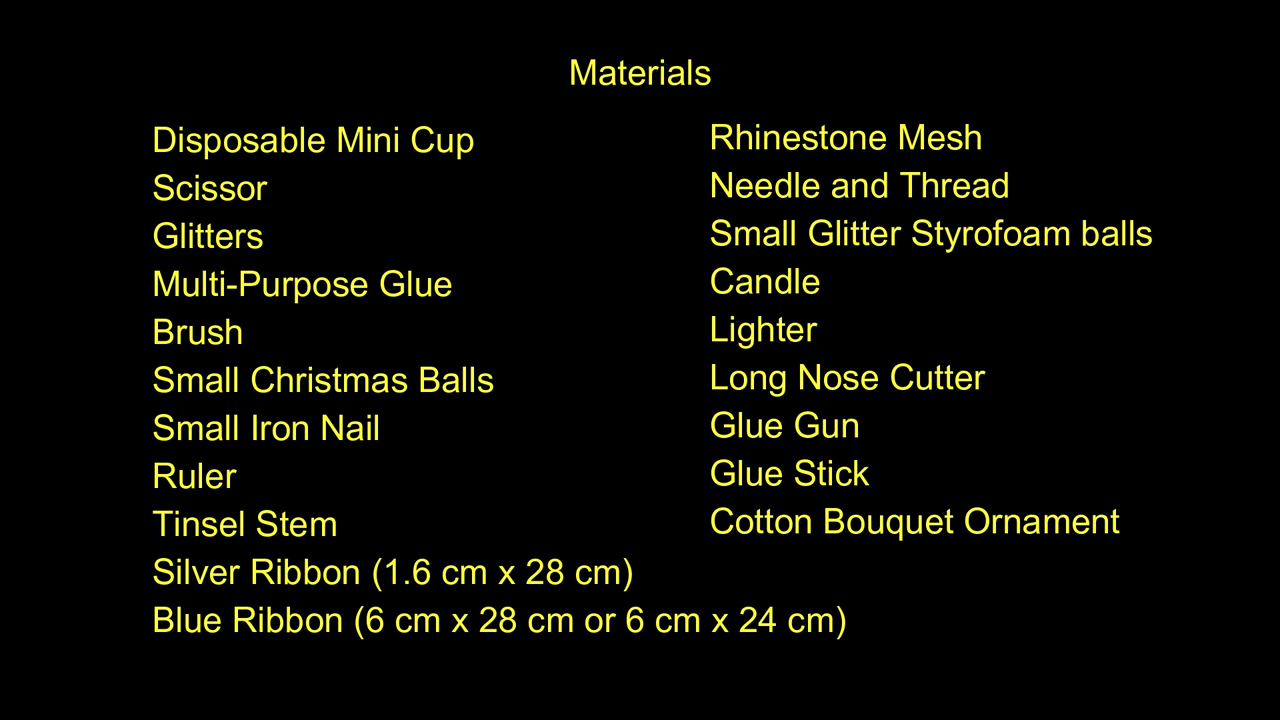 Materials
Disposable Mini Cup
Scissor
Glitters
Multi-Purpose Glue
Brush
Small Christmas Balls
Small Iron Nail
Ruler
Tinsel Stem
Silver Ribbon (1.6 cm x 28 cm)
Blue Ribbon (6 cm x 28 cm or 6 cm x 24 cm)
Rhinestone Mesh
Needle and Thread
Small Glitter Styrofoam balls
Candle
Lighter
Long Nose Cutter
Glue Gun
Glue Stick
Cotton Bouquet Ornament